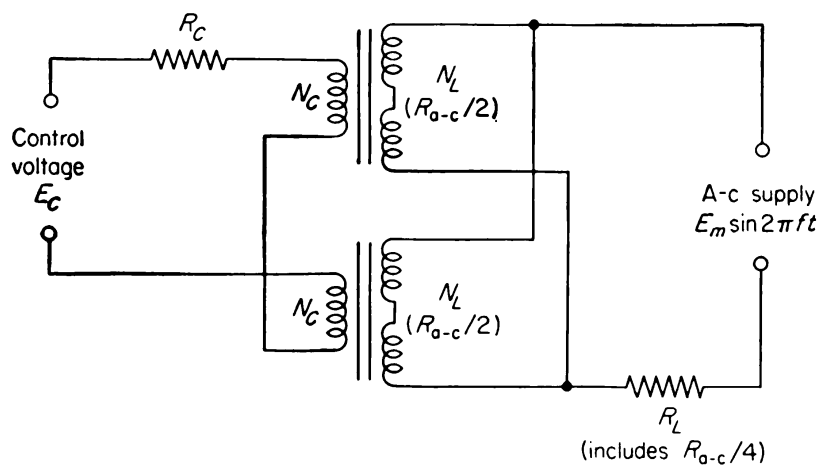 R_C
N_C
N_L
(R_a-c/2)
Control
voltage
E_C
A-c supply
E_m sin 2πft
N_C
N_L
(R_a-c/2)
R_L
(includes R_a-c/4)